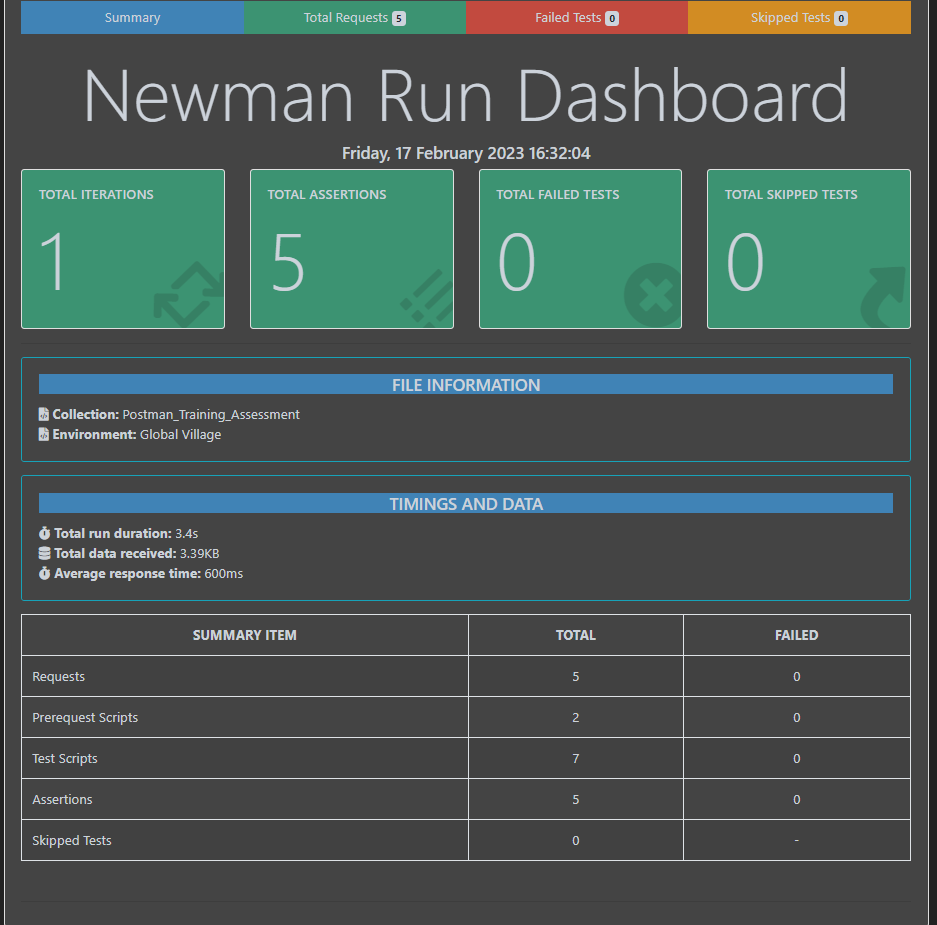 Summary Total Requests 5 Failed Tests 0 Skipped Tests 0
Newman Run Dashboard
Friday, 17 February 2023 16:32:04
TOTAL ITERATIONS TOTAL ASSERTIONS TOTAL FAILED TESTS TOTAL SKIPPED TESTS
1 5 0 0
FILE INFORMATION
Collection: Postman_Training_Assessment
Environment: Global Village
TIMINGS AND DATA
Total run duration: 3.4s
Total data received: 3.39KB
Average response time: 600ms
SUMMARY ITEM TOTAL FAILED
Requests 5 0
Prerequest Scripts 2 0
Test Scripts 7 0
Assertions 5 0
Skipped Tests 0 -